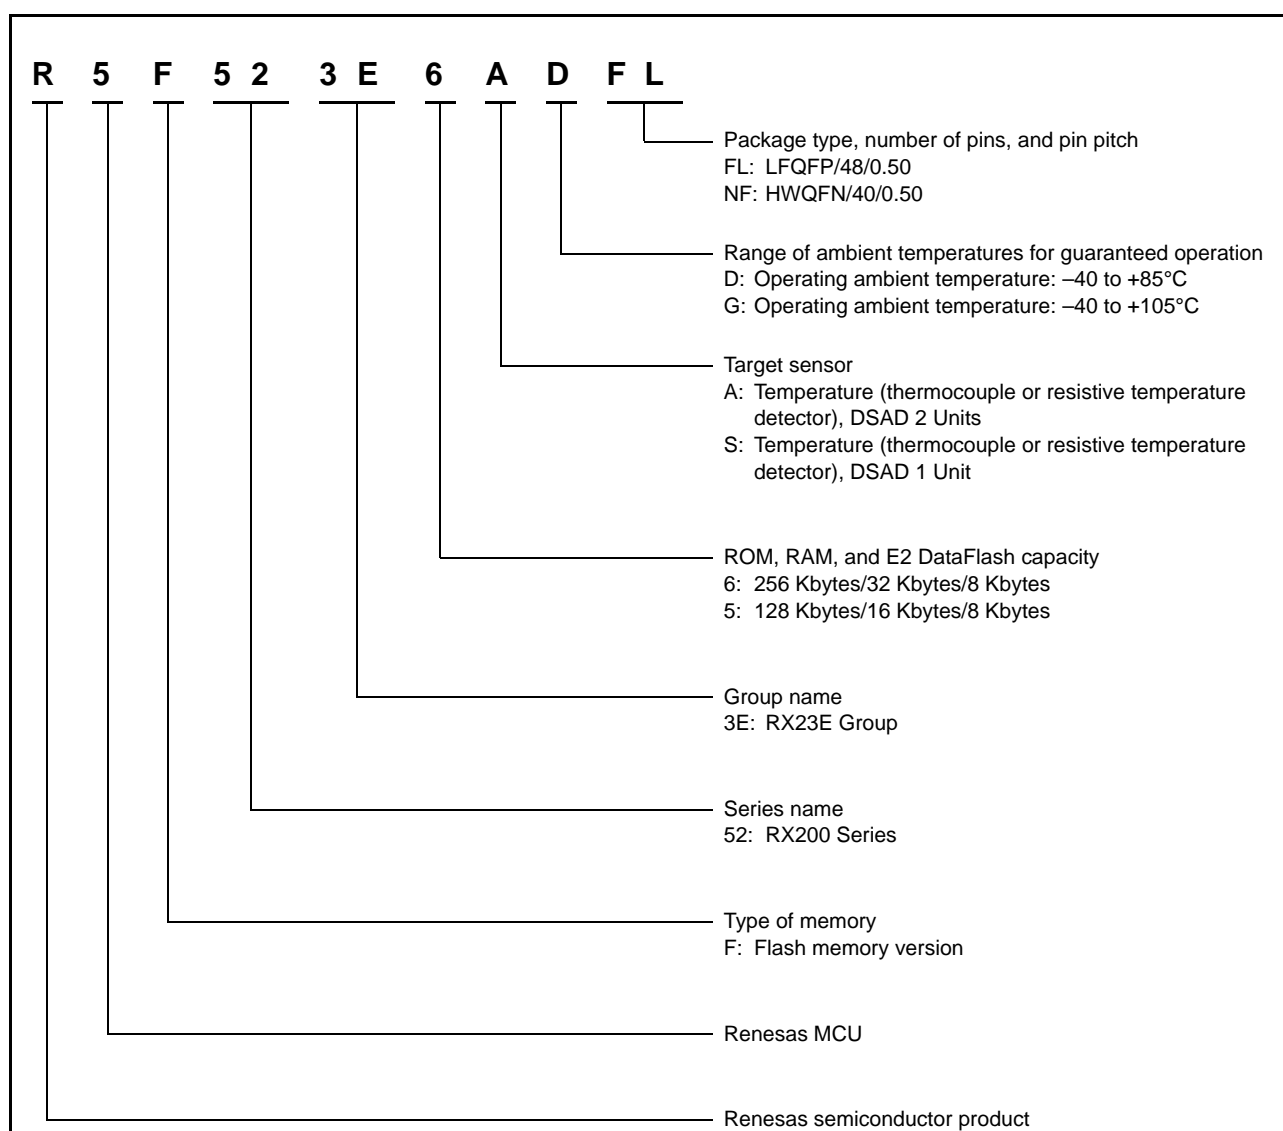 R 5 F 5 2 3 E 6 A D F L
Package type, number of pins, and pin pitch
FL: LFQFP/48/0.50
NF: HWQFN/40/0.50
Range of ambient temperatures for guaranteed operation
D: Operating ambient temperature: –40 to +85°C
G: Operating ambient temperature: –40 to +105°C
Target sensor
A: Temperature (thermocouple or resistive temperature
detector), DSAD 2 Units
S: Temperature (thermocouple or resistive temperature
detector), DSAD 1 Unit
ROM, RAM, and E2 DataFlash capacity
6: 256 Kbytes/32 Kbytes/8 Kbytes
5: 128 Kbytes/16 Kbytes/8 Kbytes
Group name
3E: RX23E Group
Series name
52: RX200 Series
Type of memory
F: Flash memory version
Renesas MCU
Renesas semiconductor product